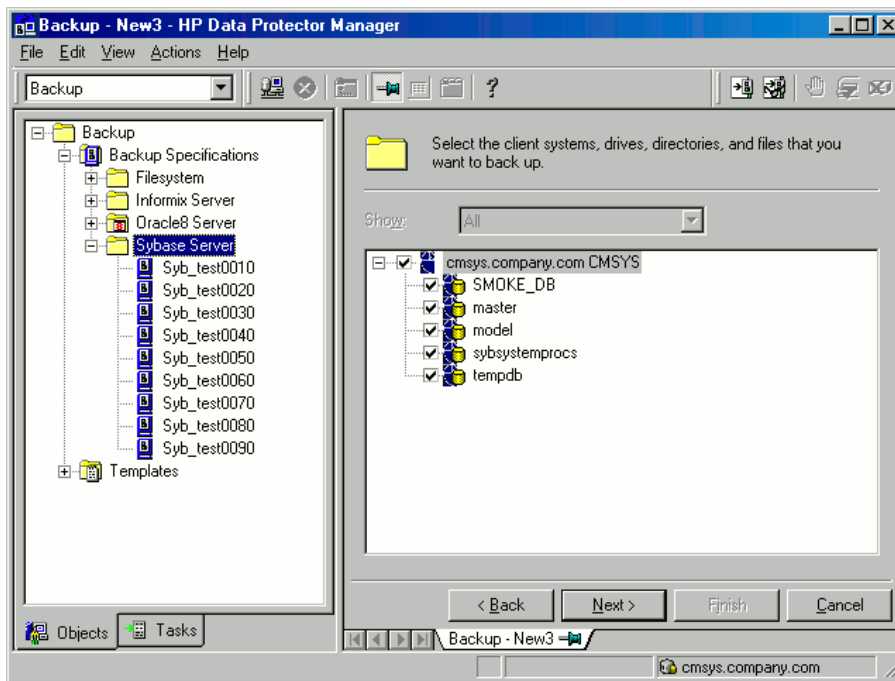 Backup - New3 - HP Data Protector Manager
File Edit View Actions Help
Backup
Backup
Backup Specifications
Filesystem
Informix Server
Oracle8 Server
Sybase Server
Syb_test0010
Syb_test0020
Syb_test0030
Syb_test0040
Syb_test0050
Syb_test0060
Syb_test0070
Syb_test0080
Syb_test0090
Templates
Objects Tasks
Select the client systems, drives, directories, and files that you
want to back up.
Show: All
cmsys.company.com CMSYS
SMOKE_DB
master
model
sybsystemprocs
tempdb
< Back Next > Finish Cancel
Backup - New3
cmsys.company.com